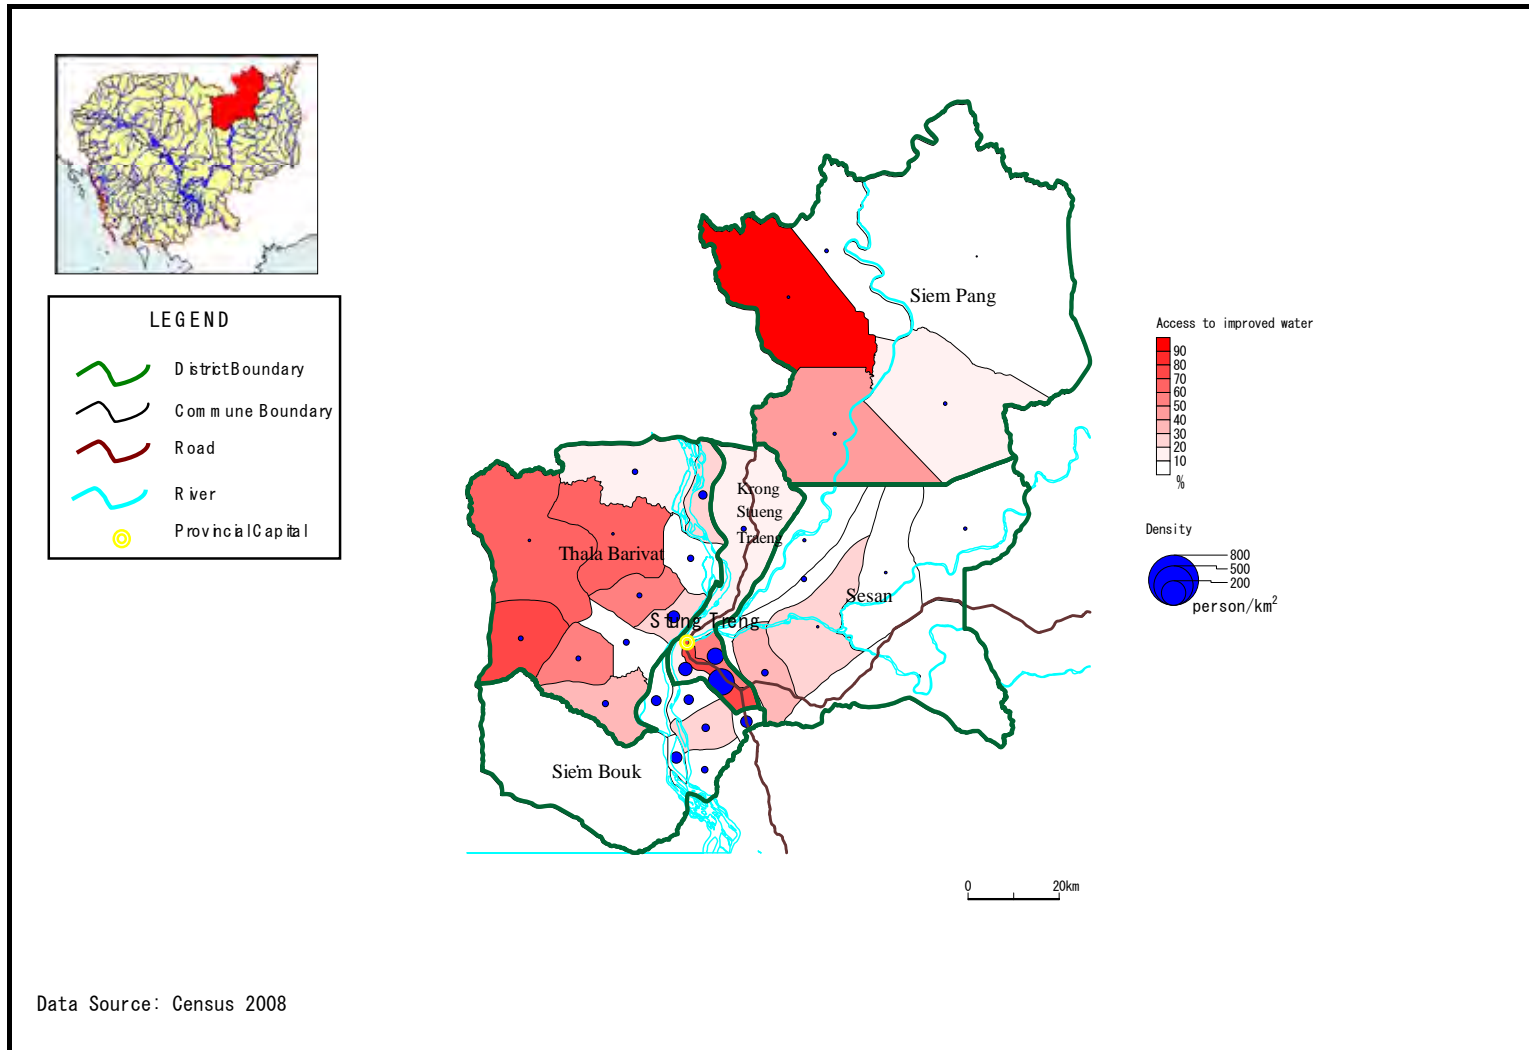 LEGEND
District Boundary
Commune Boundary
Road
River
Provincial Capital
Siem Pang
Krong
Stueng
Traeng
Thala Barivat
Sesan
Stung Treng
Siem Bouk
Access to improved water
90
80
70
60
50
40
30
20
10
%
Density
800
500
200
person/km²
0 20km
Data Source: Census 2008